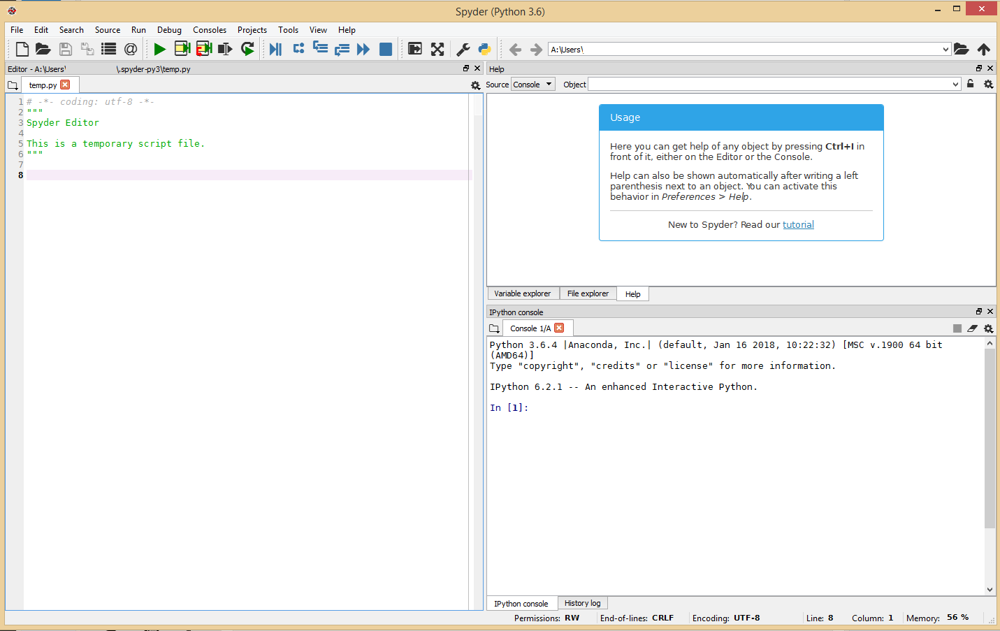 Spyder (Python 3.6)
File Edit Search Source Run Debug Consoles Projects Tools View Help
A:\Users\
Editor - A:\Users\ \.spyder-py3\temp.py
temp.py
1 # -*- coding: utf-8 -*-
2 """
3 Spyder Editor
4
5 This is a temporary script file.
6 """
7
8
Help
Source Console Object
Usage
Here you can get help of any object by pressing Ctrl+I in
front of it, either on the Editor or the Console.
Help can also be shown automatically after writing a left
parenthesis next to an object. You can activate this
behavior in Preferences > Help.
New to Spyder? Read our tutorial
Variable explorer File explorer Help
IPython console
Console 1/A
Python 3.6.4 |Anaconda, Inc.| (default, Jan 16 2018, 10:22:32) [MSC v.1900 64 bit
(AMD64)]
Type "copyright", "credits" or "license" for more information.
IPython 6.2.1 -- An enhanced Interactive Python.
In [1]:
IPython console History log
Permissions: RW End-of-lines: CRLF Encoding: UTF-8 Line: 8 Column: 1 Memory: 56 %